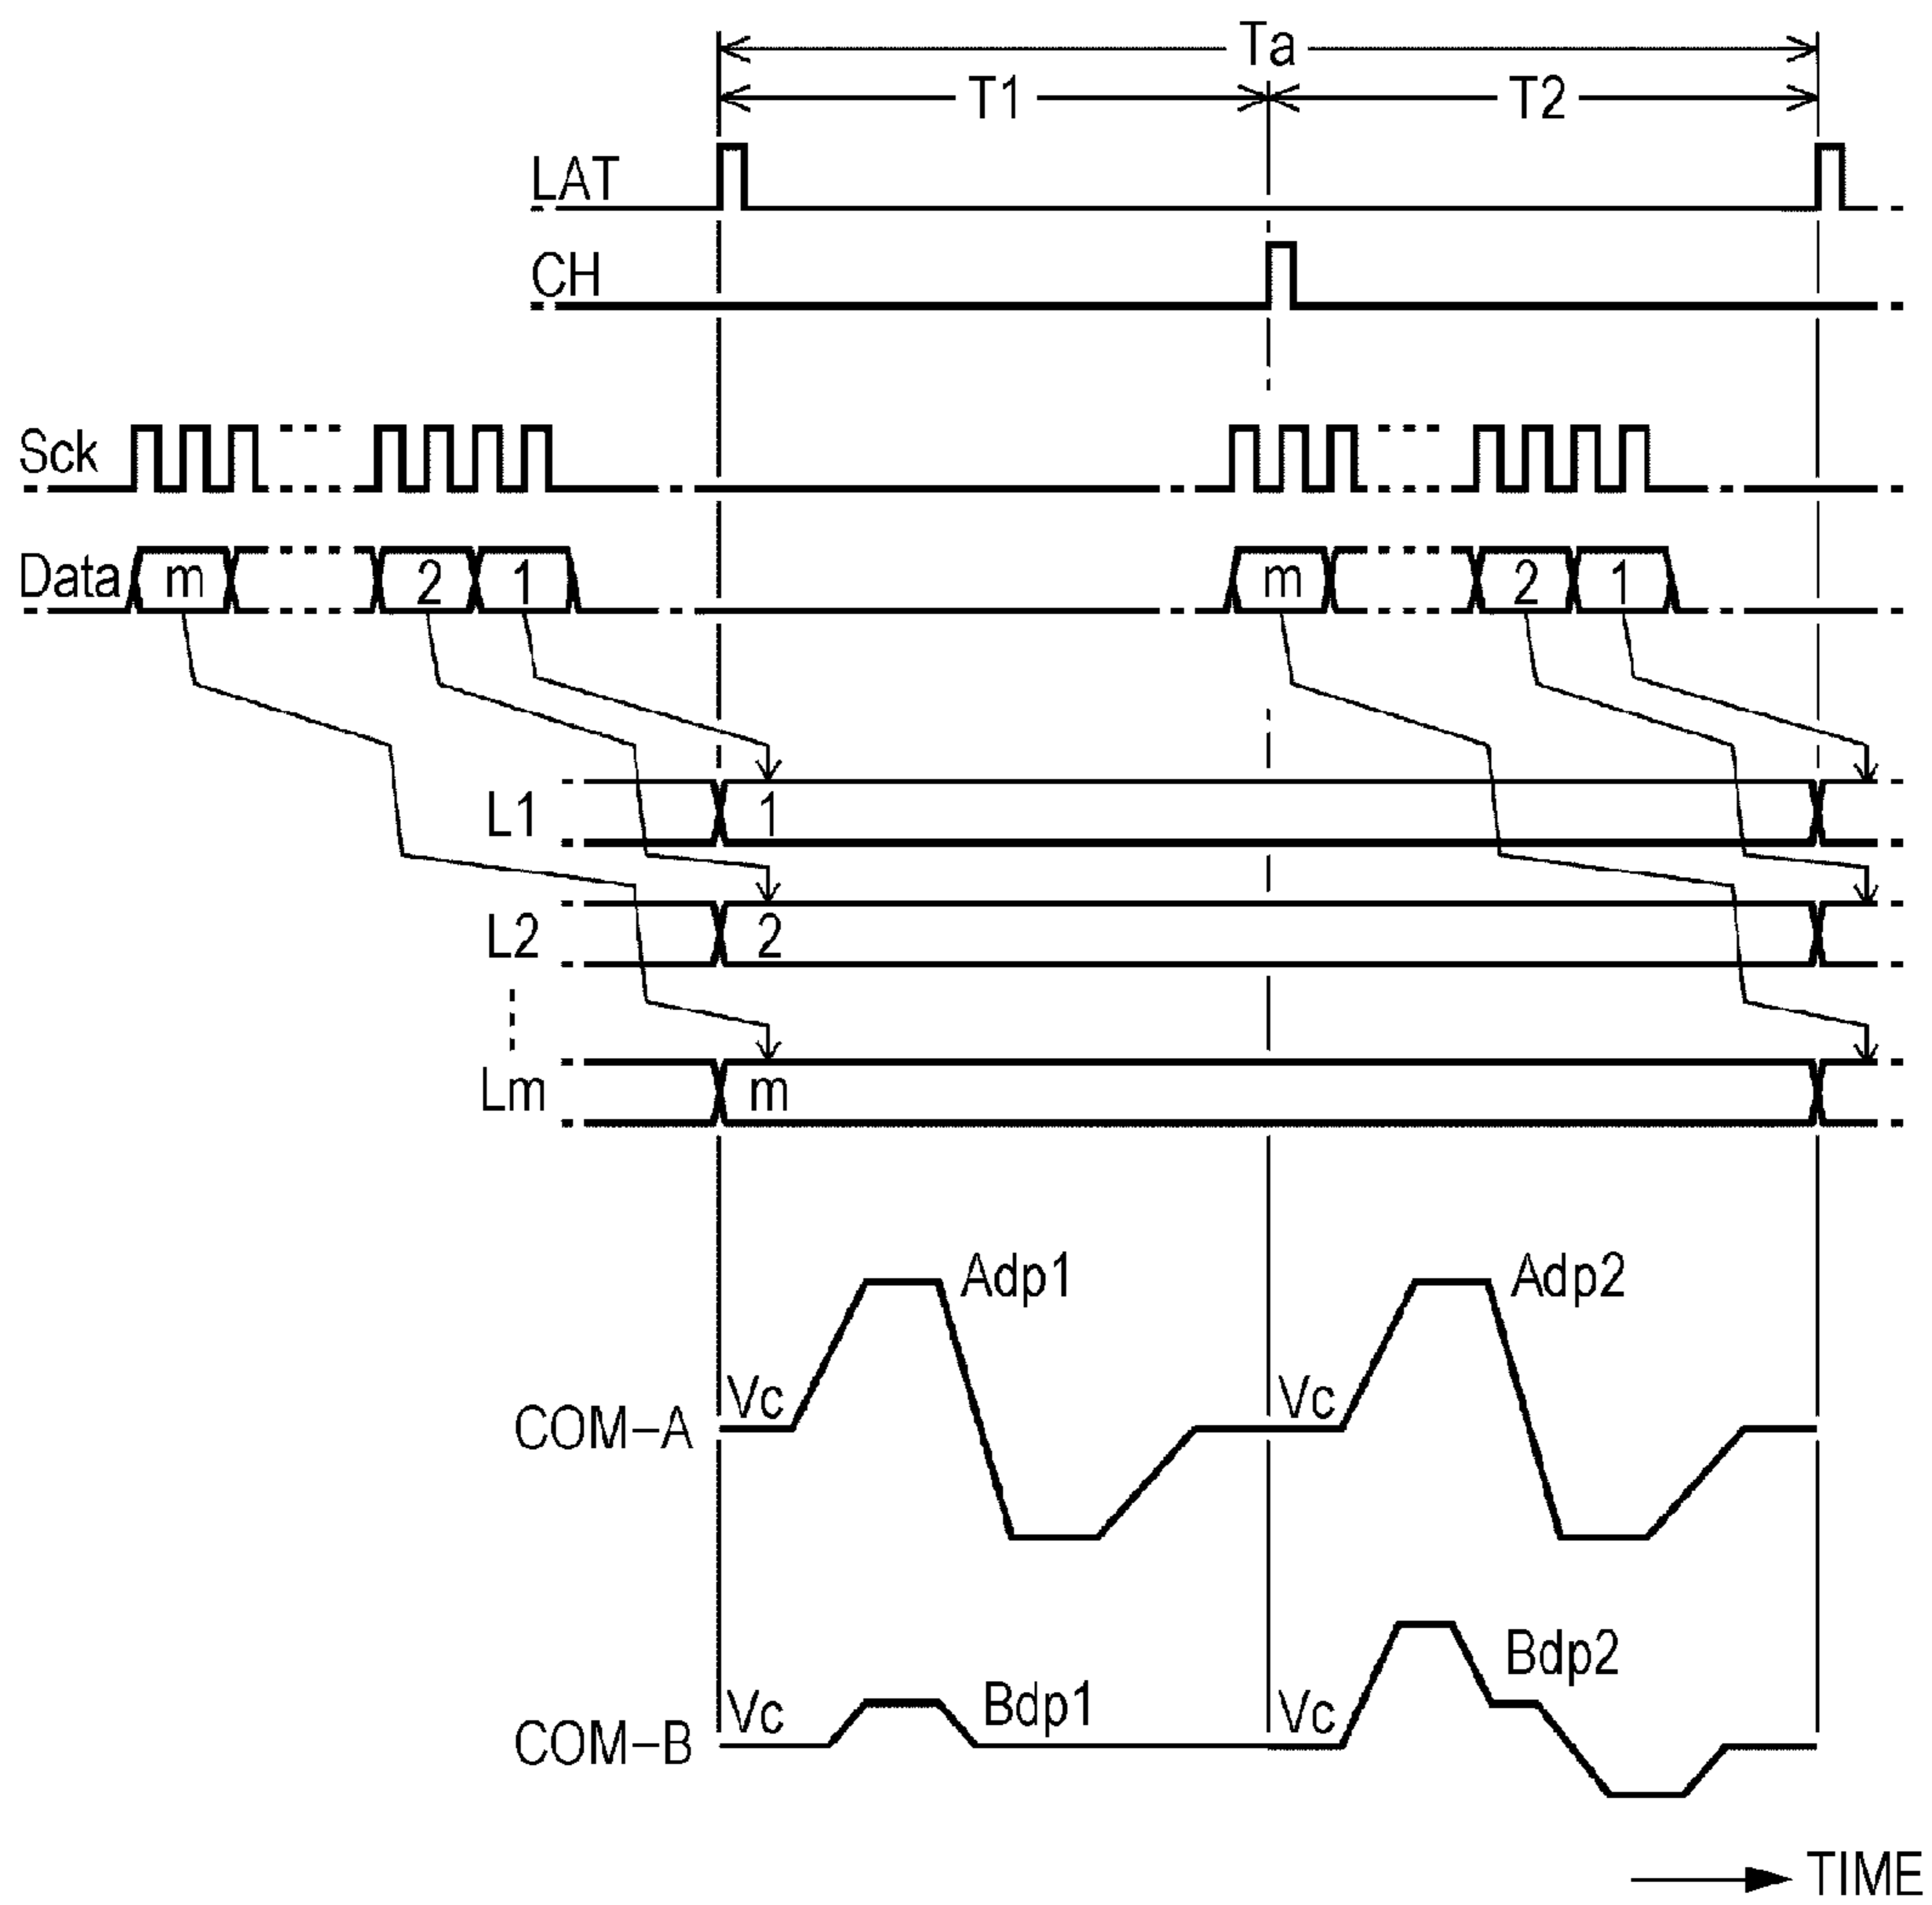 Ta
T1 T2
LAT
CH
Sck
Data m 2 1 m 2 1
L1 1
L2 2
Lm m
Adp1 Adp2
Vc Vc
COM-A
Bdp2
Vc Bdp1 Vc
COM-B
TIME